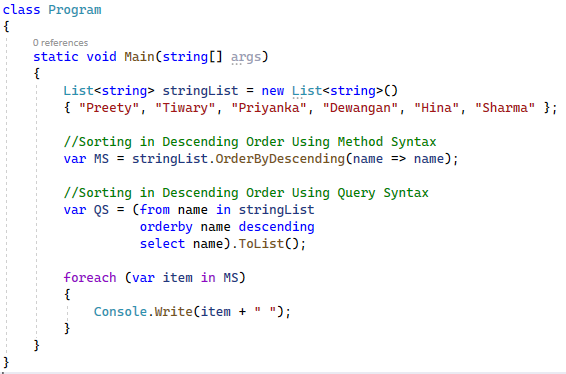 class Program
{
0 references
static void Main(string[] args)
{
List<string> stringList = new List<string>()
{ "Preety", "Tiwary", "Priyanka", "Dewangan", "Hina", "Sharma" };
//Sorting in Descending Order Using Method Syntax
var MS = stringList.OrderByDescending(name => name);
//Sorting in Descending Order Using Query Syntax
var QS = (from name in stringList
orderby name descending
select name).ToList();
foreach (var item in MS)
{
Console.Write(item + " ");
}
}
}